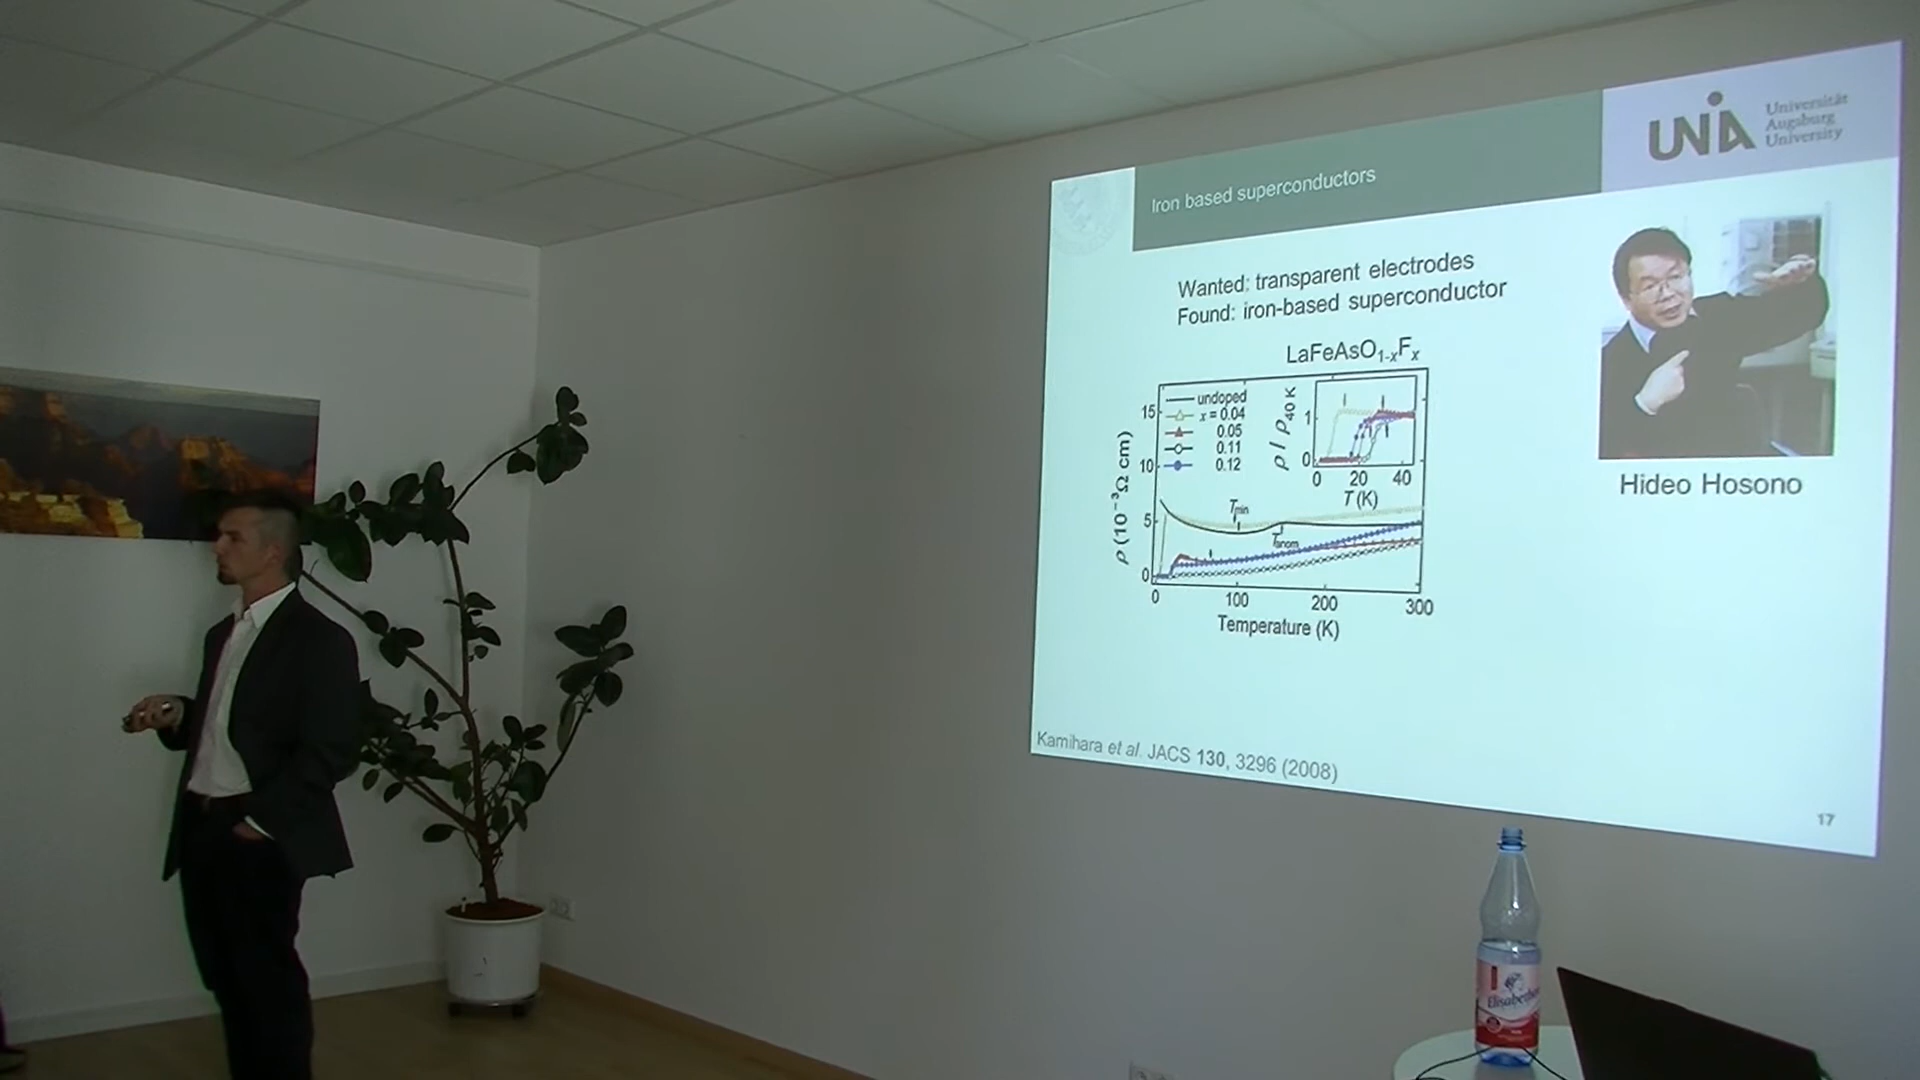 Iron based superconductors
UNIA
Universität
Augsburg
University
Wanted: transparent electrodes
Found: iron-based superconductor
LaFeAsO1-xFx
undoped
x = 0.04
0.05
0.11
0.12
ρ / ρ40 K
1
0
0 20 40
T (K)
ρ (10⁻³ Ω cm)
15
10
5
0
Tmin
Tanom
0 100 200 300
Temperature (K)
Hideo Hosono
Kamihara et al. JACS 130, 3296 (2008)
17
Elisabethen